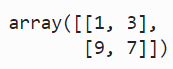 array([[1, 3],
       [9, 7]])